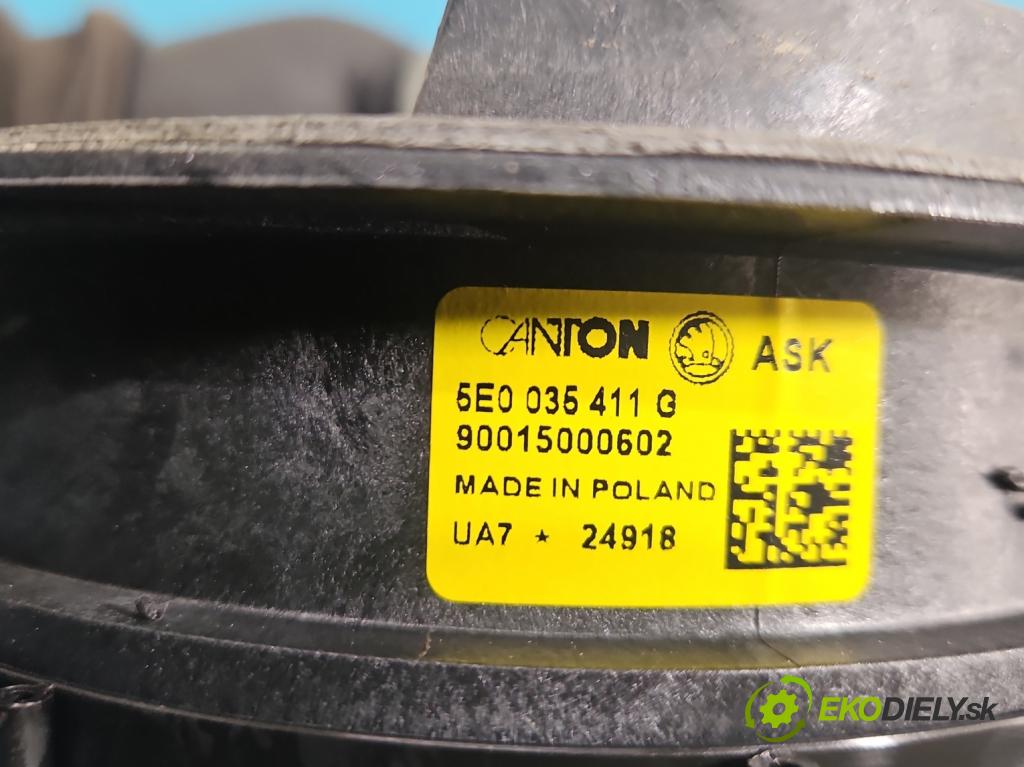 CANTON ASK
5E0 035 411 G
90015000602
MADE IN POLAND
UA7 * 24918
EKODIELY.sk